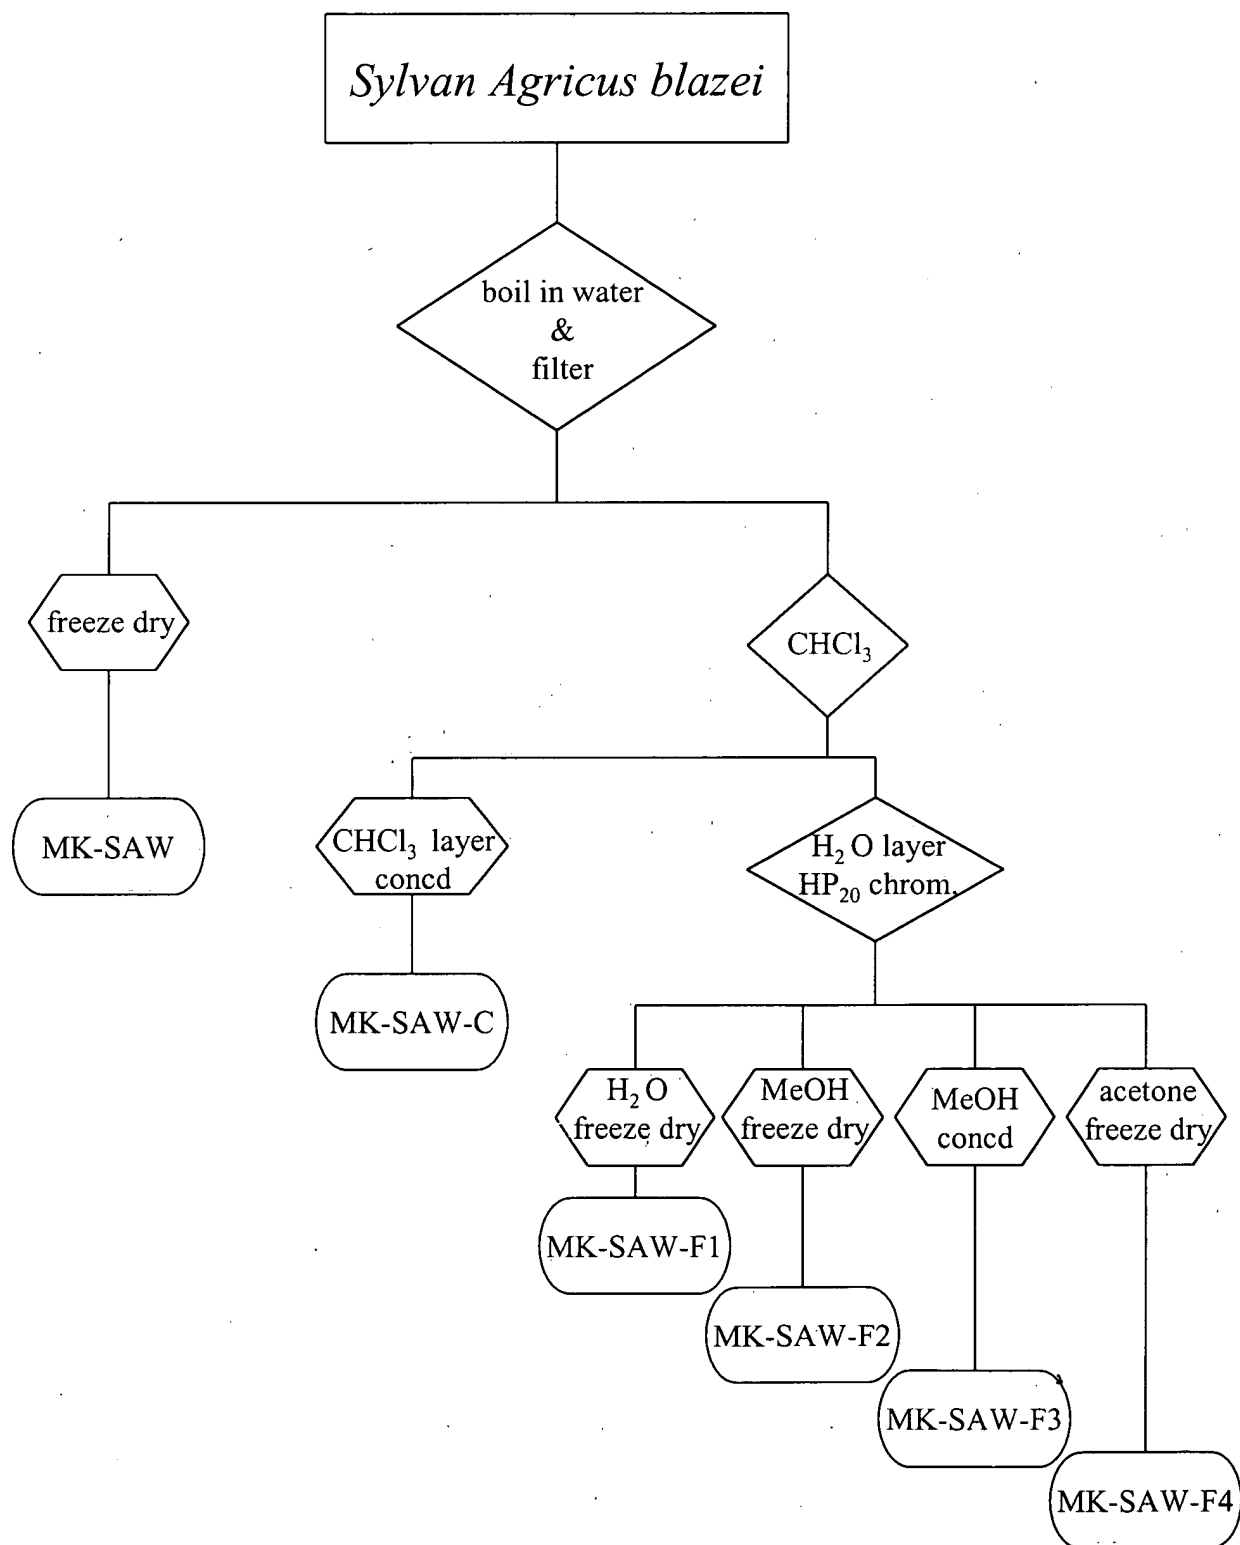 Sylvan Agricus blazei
boil in water
&
filter
freeze dry
CHCl₃
MK-SAW
CHCl₃ layer
concd
H₂O layer
HP₂₀ chrom.
MK-SAW-C
H₂O
freeze dry
MeOH
freeze dry
MeOH
concd
acetone
freeze dry
MK-SAW-F1
MK-SAW-F2
MK-SAW-F3
MK-SAW-F4